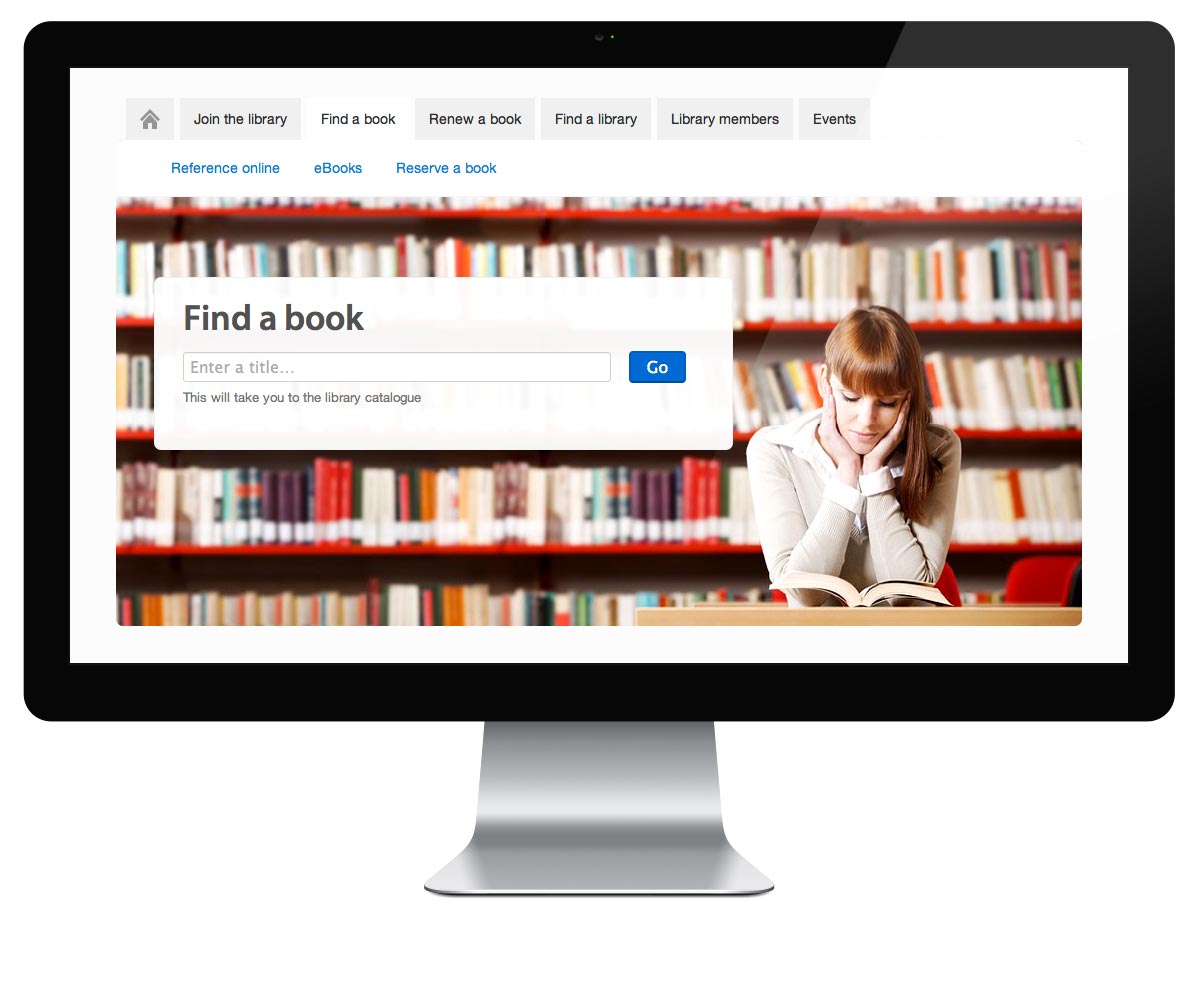 Join the library Find a book Renew a book Find a library Library members Events
Reference online eBooks Reserve a book
Find a book
Enter a title...
Go
This will take you to the library catalogue